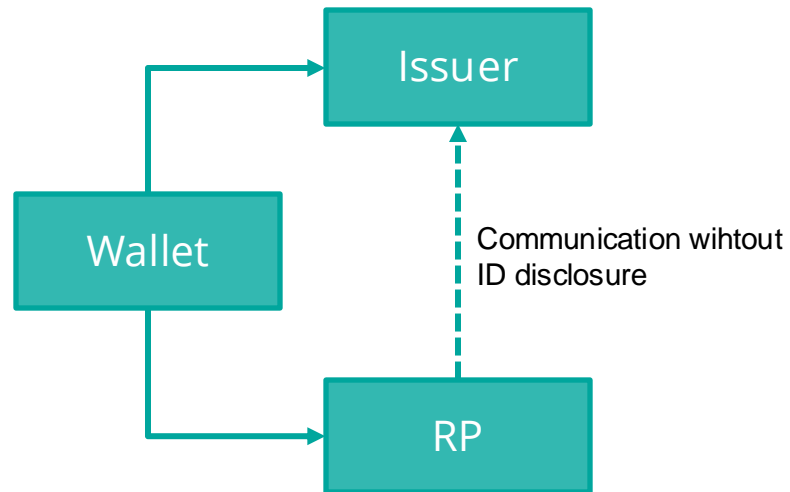 Issuer
Wallet
Communication wihtout
ID disclosure
RP